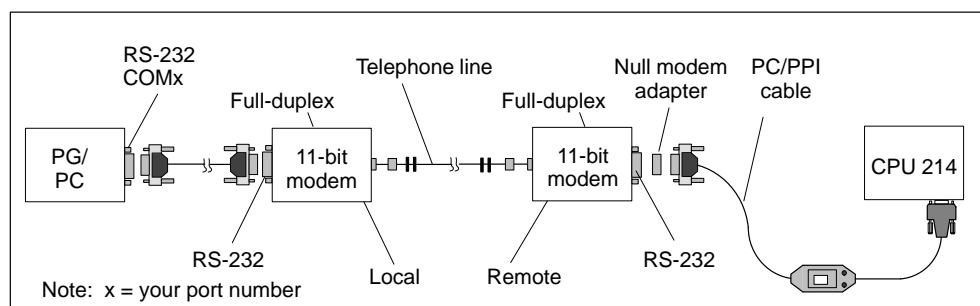 RS-232
COMx
Telephone line
Null modem
adapter
PC/PPI
cable
Full-duplex
Full-duplex
PG/
PC
11-bit
modem
11-bit
modem
CPU 214
RS-232
Local
Remote
RS-232
Note: x = your port number